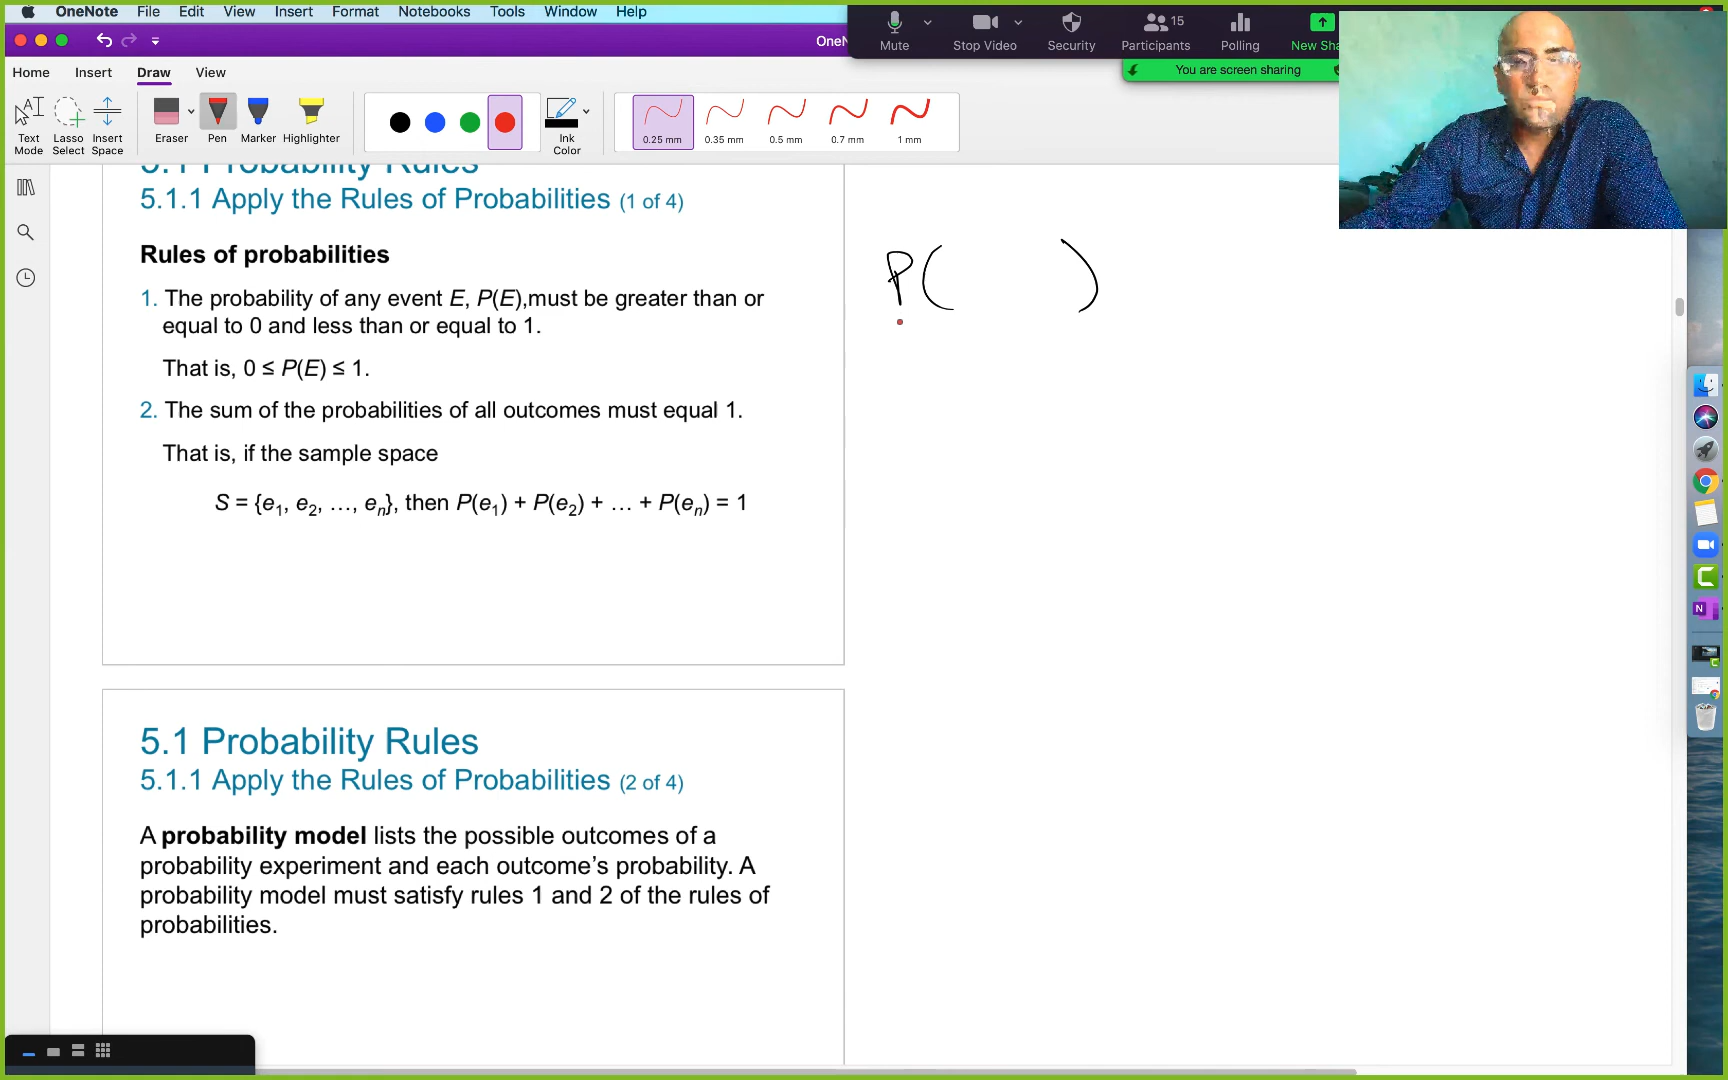 OneNote File Edit View Insert Format Notebooks Tools Window Help
OneN
Mute Stop Video Security 15 Participants Polling New Sha
You are screen sharing
Home Insert Draw View
Text Mode Lasso Select Insert Space Eraser Pen Marker Highlighter Ink Color 0.25 mm 0.35 mm 0.5 mm 0.7 mm 1 mm
5.1 Probability Rules
5.1.1 Apply the Rules of Probabilities (1 of 4)
Rules of probabilities
1. The probability of any event E, P(E),must be greater than or
equal to 0 and less than or equal to 1.
That is, 0 ≤ P(E) ≤ 1.
2. The sum of the probabilities of all outcomes must equal 1.
That is, if the sample space
S = {e1, e2, …, en}, then P(e1) + P(e2) + … + P(en) = 1
P( )
5.1 Probability Rules
5.1.1 Apply the Rules of Probabilities (2 of 4)
A probability model lists the possible outcomes of a
probability experiment and each outcome’s probability. A
probability model must satisfy rules 1 and 2 of the rules of
probabilities.